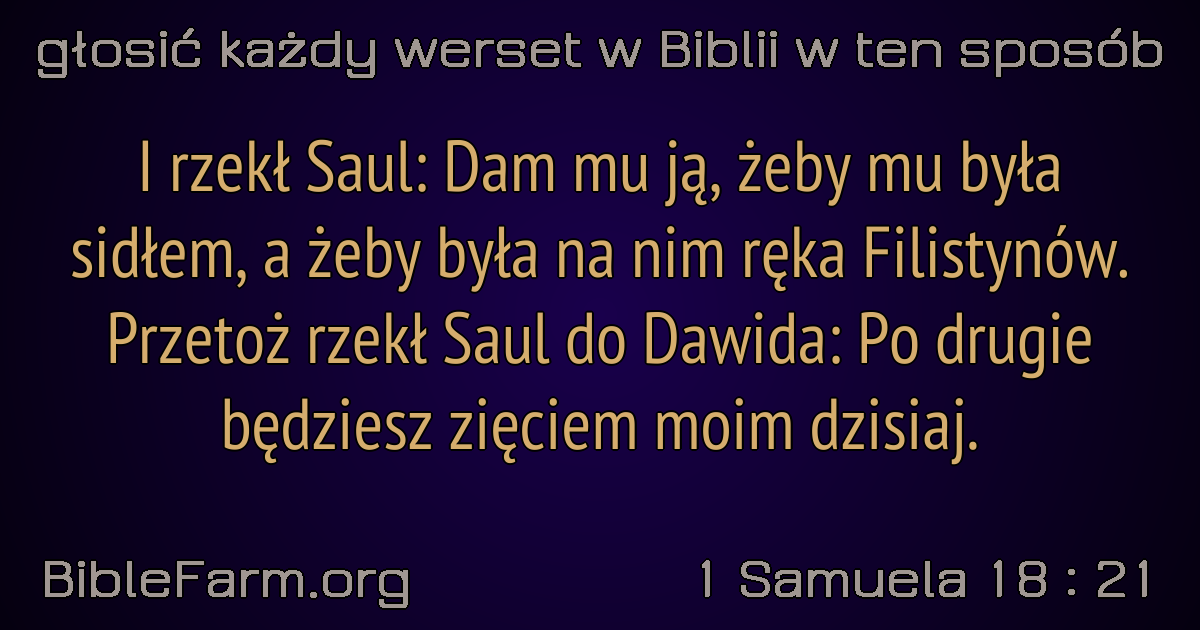 głosić każdy werset w Biblii w ten sposób
I rzekł Saul: Dam mu ją, żeby mu była
sidłem, a żeby była na nim ręka Filistynów.
Przetoż rzekł Saul do Dawida: Po drugie
będziesz zięciem moim dzisiaj.
BibleFarm.org
1 Samuela 18 : 21